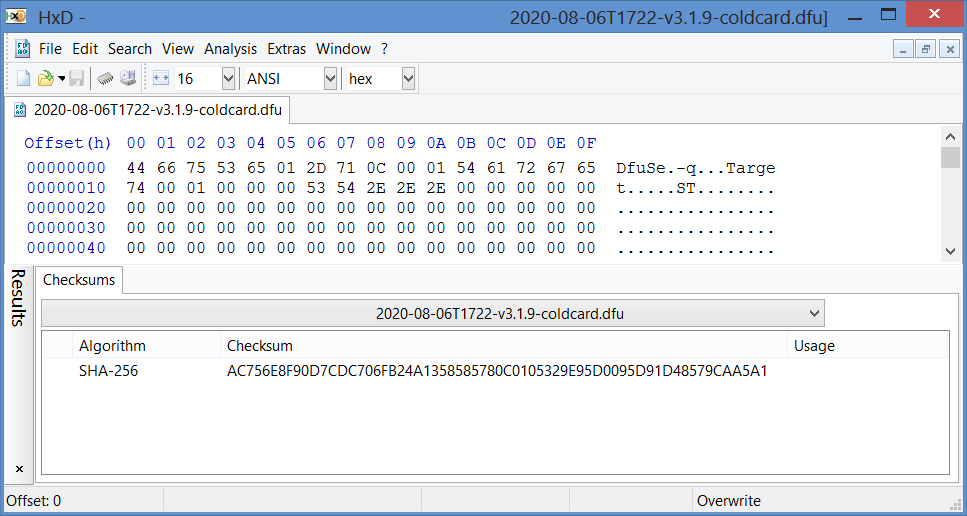 HxD - 2020-08-06T1722-v3.1.9-coldcard.dfu]
File Edit Search View Analysis Extras Window ?
16 ANSI hex
2020-08-06T1722-v3.1.9-coldcard.dfu
Offset(h) 00 01 02 03 04 05 06 07 08 09 0A 0B 0C 0D 0E 0F
00000000 44 66 75 53 65 01 2D 71 0C 00 01 54 61 72 67 65 DfuSe.-q...Targe
00000010 74 00 01 00 00 00 53 54 2E 2E 2E 00 00 00 00 00 t.....ST........
00000020 00 00 00 00 00 00 00 00 00 00 00 00 00 00 00 00 ................
00000030 00 00 00 00 00 00 00 00 00 00 00 00 00 00 00 00 ................
00000040 00 00 00 00 00 00 00 00 00 00 00 00 00 00 00 00 ................
Results
Checksums
2020-08-06T1722-v3.1.9-coldcard.dfu
Algorithm Checksum Usage
SHA-256 AC756E8F90D7CDC706FB24A1358585780C0105329E95D0095D91D48579CAA5A1
Offset: 0 Overwrite